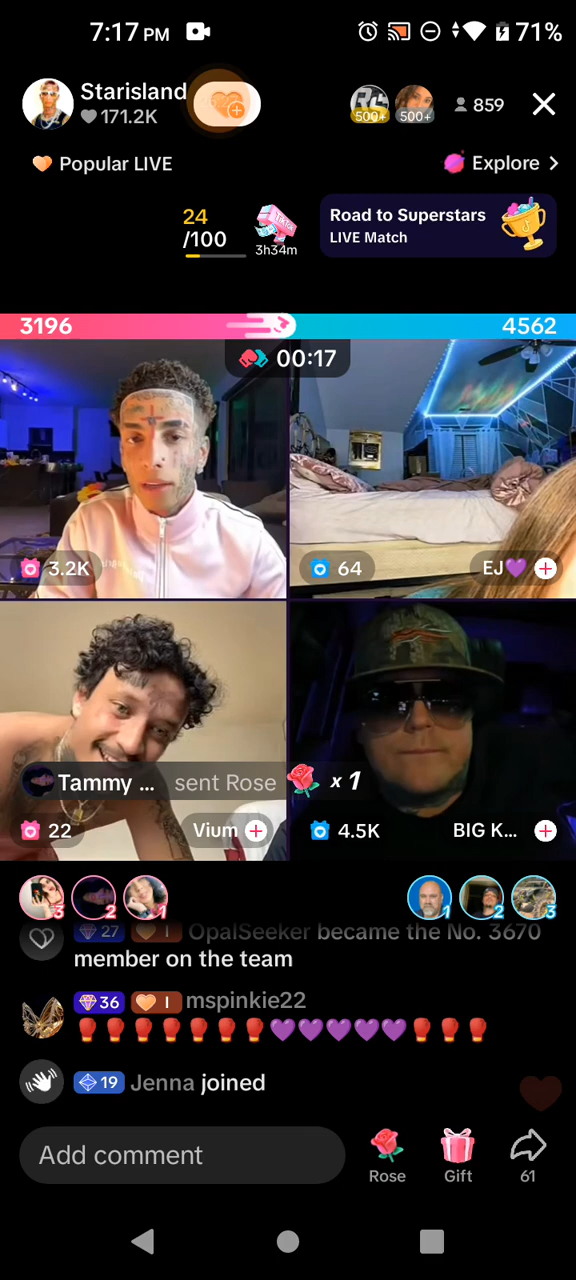 7:17 PM
71%
Starisland
171.2K
500+
500+
859
Popular LIVE
Explore
24
/100
TikTok
3h34m
Road to Superstars
LIVE Match
3196
4562
00:17
3.2K
64
EJ💜
Tammy ... sent Rose x 1
22
Vium
4.5K
BIG K...
3
2
1
1
2
3
27 I OpalSeeker became the No. 3670
member on the team
36 I mspinkie22
🥊🥊🥊🥊🥊🥊🥊🥊💜💜💜💜💜🥊🥊🥊
19 Jenna joined
Add comment
Rose
Gift
61